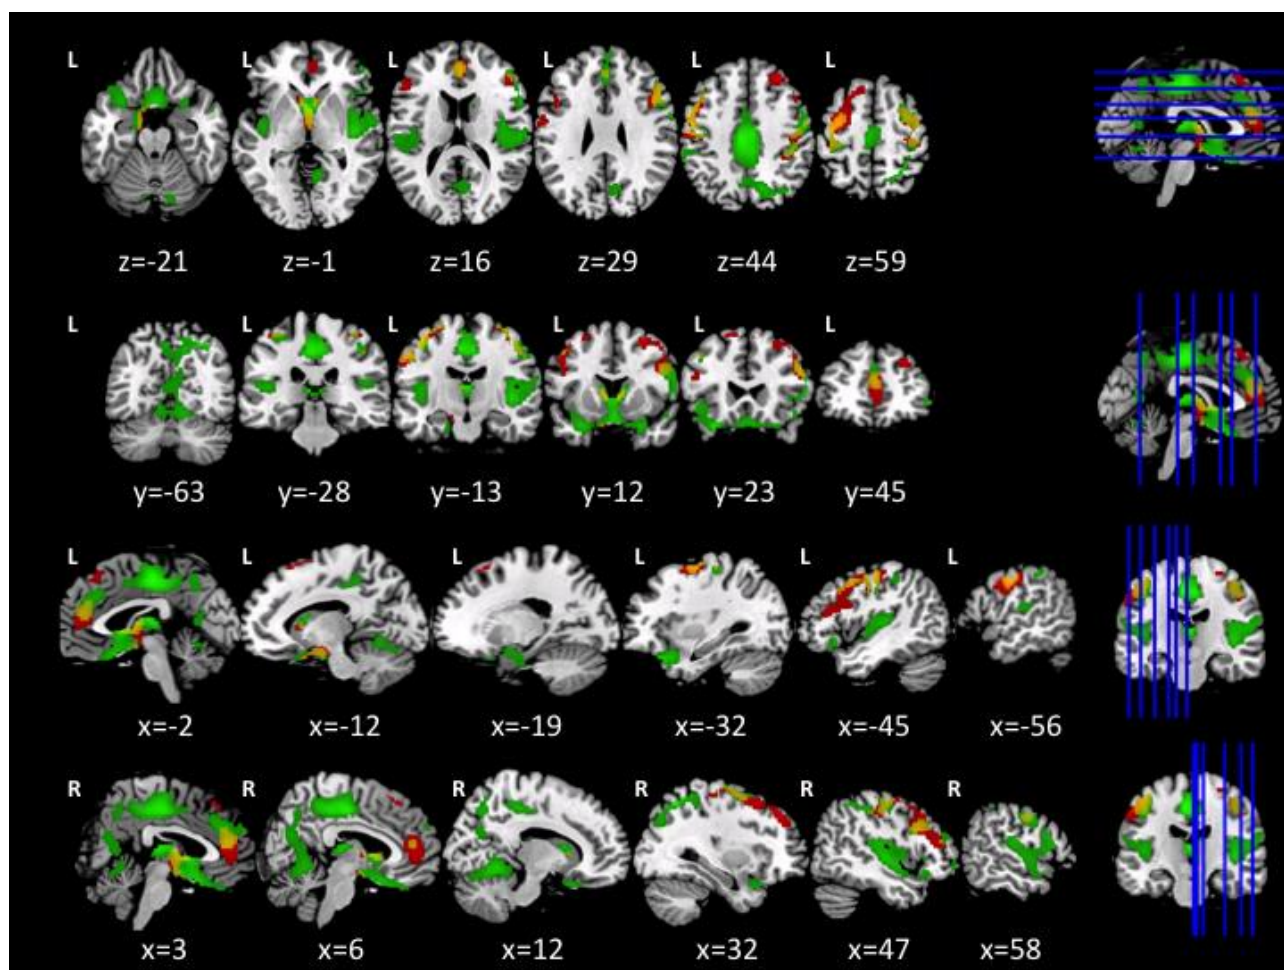 L L L L L L
z=-21 z=-1 z=16 z=29 z=44 z=59
L L L L L L
y=-63 y=-28 y=-13 y=12 y=23 y=45
L L L L L L
x=-2 x=-12 x=-19 x=-32 x=-45 x=-56
R R R R R R
x=3 x=6 x=12 x=32 x=47 x=58